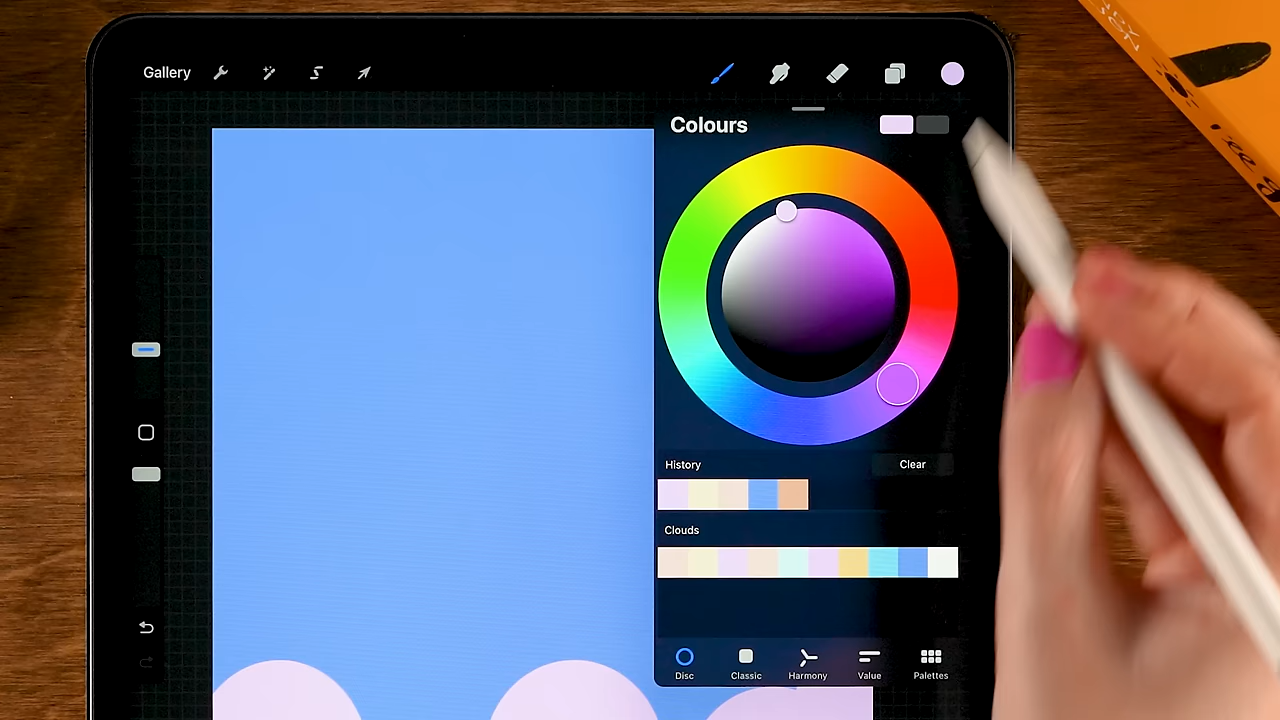 Gallery
Colours
History
Clear
Clouds
Disc
Classic
Harmony
Value
Palettes